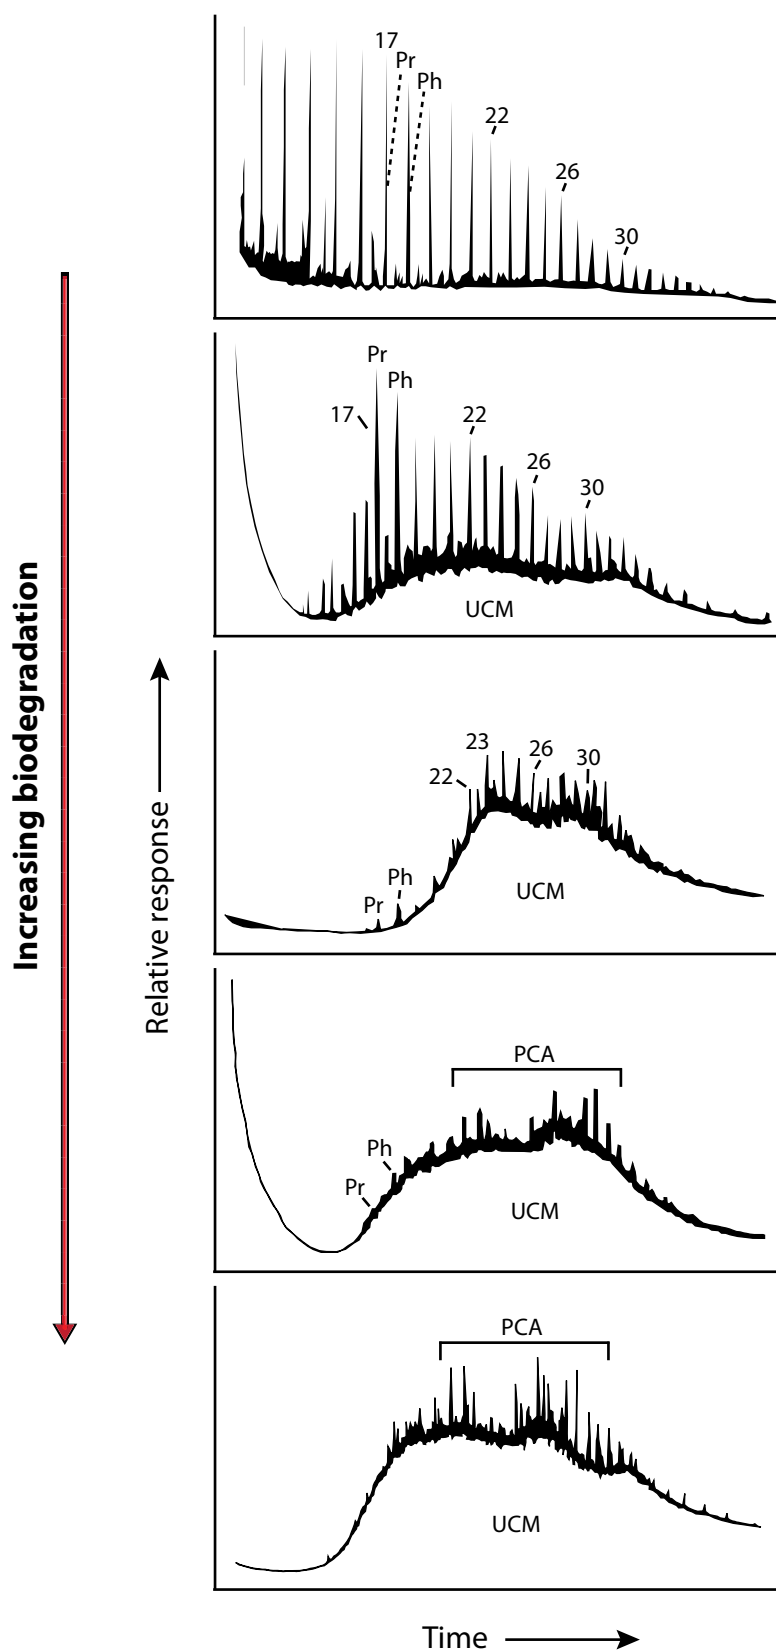 17
Pr
Ph
22
26
30
Pr
Ph
17
22
26
30
UCM
23
26
30
22
Ph
Pr
UCM
PCA
Ph
Pr
UCM
PCA
UCM
Increasing biodegradation
Relative response
Time